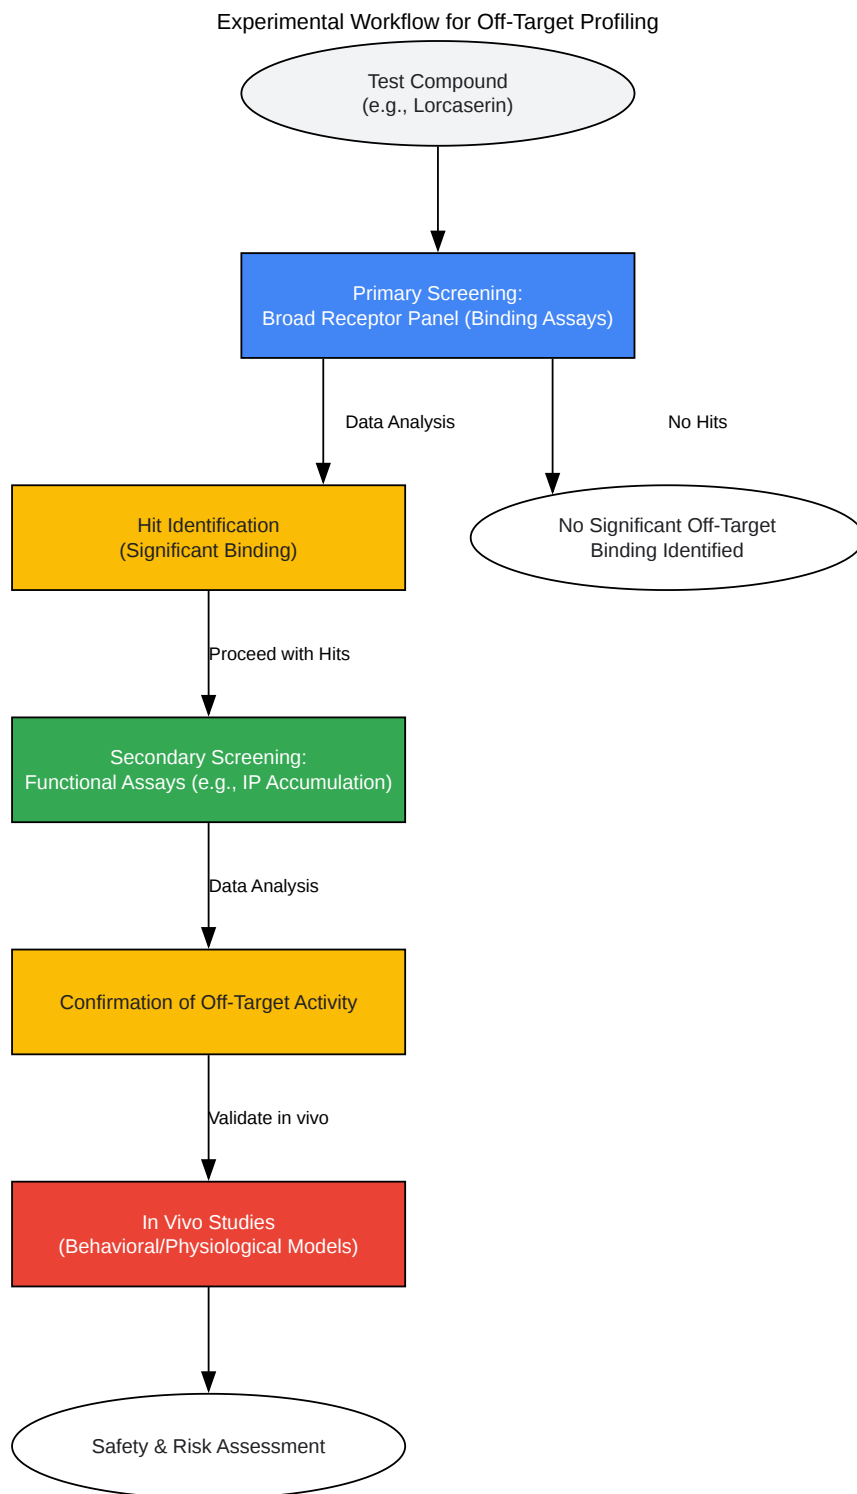 Experimental Workflow for Off-Target Profiling
Test Compound
(e.g., Lorcaserin)
Primary Screening:
Broad Receptor Panel (Binding Assays)
Data Analysis
No Hits
Hit Identification
(Significant Binding)
No Significant Off-Target
Binding Identified
Proceed with Hits
Secondary Screening:
Functional Assays (e.g., IP Accumulation)
Data Analysis
Confirmation of Off-Target Activity
Validate in vivo
In Vivo Studies
(Behavioral/Physiological Models)
Safety & Risk Assessment